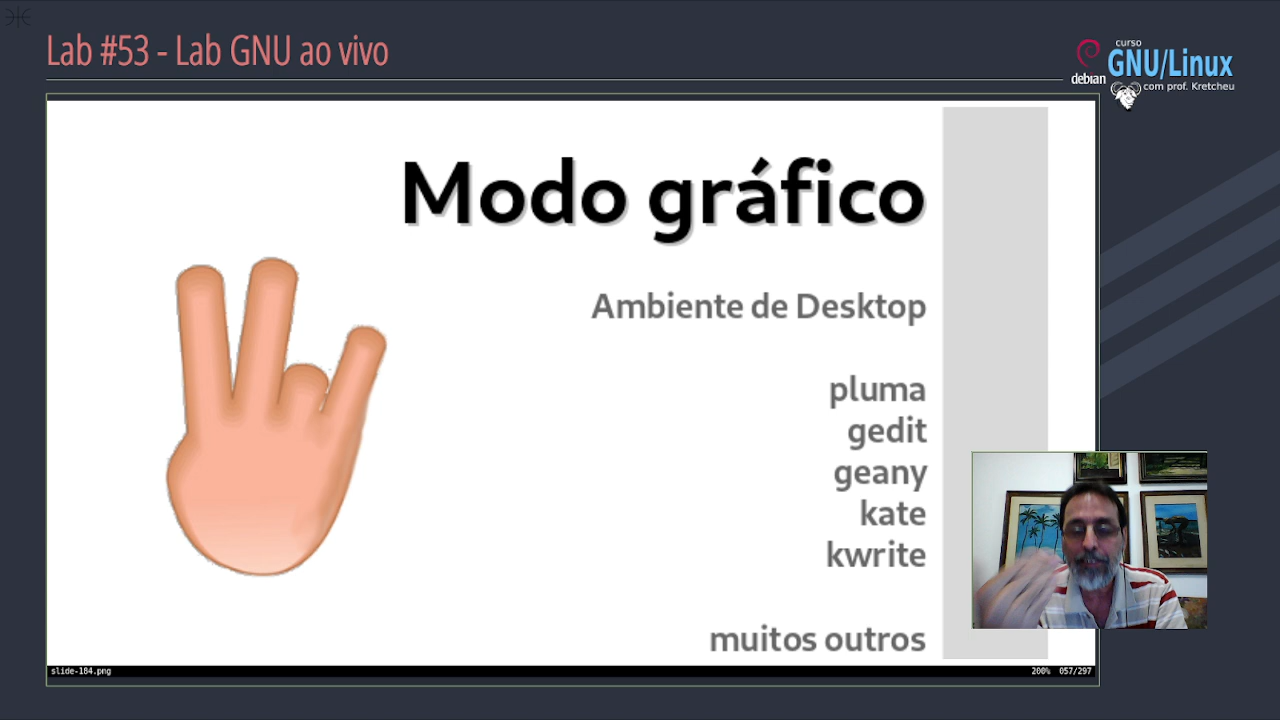 Lab #53 - Lab GNU ao vivo
curso
GNU/Linux
debian
com prof. Kretcheu
Modo gráfico
Ambiente de Desktop
pluma
gedit
geany
kate
kwrite
muitos outros
slide-184.png
200% 057/297